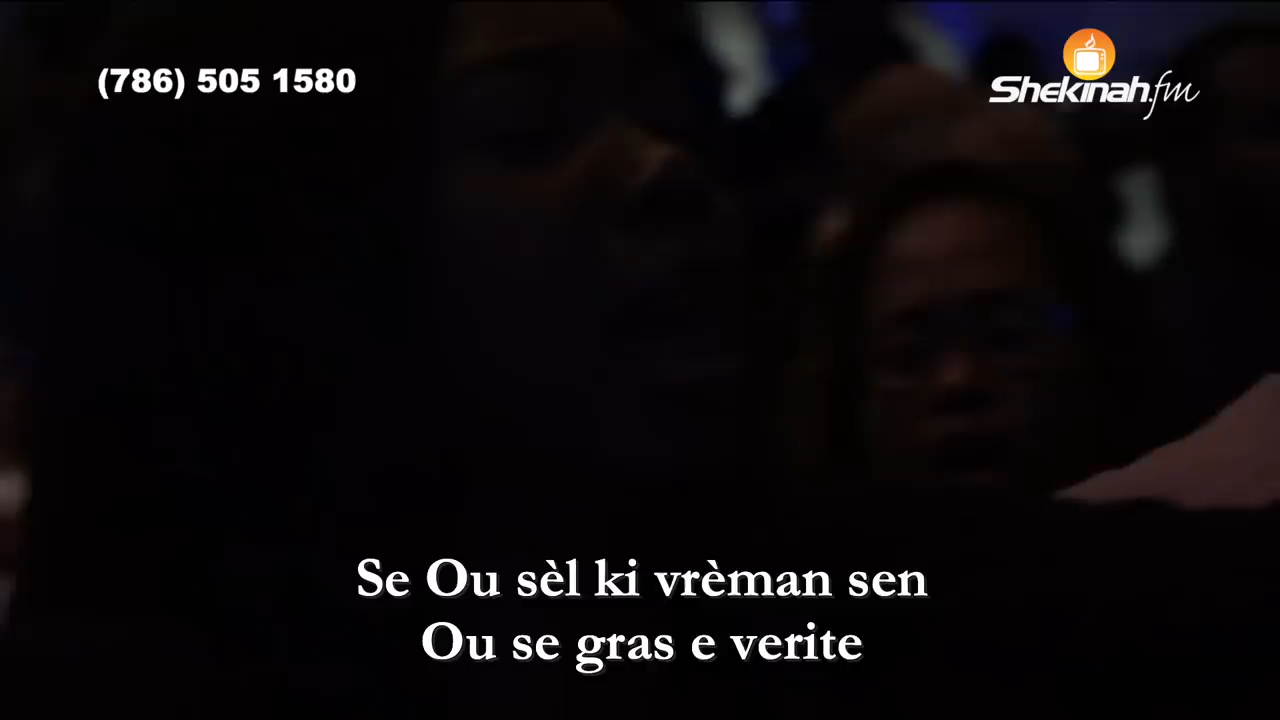 (786) 505 1580
Shekinah.fm
Se Ou sèl ki vrèman sen
Ou se gras e verite